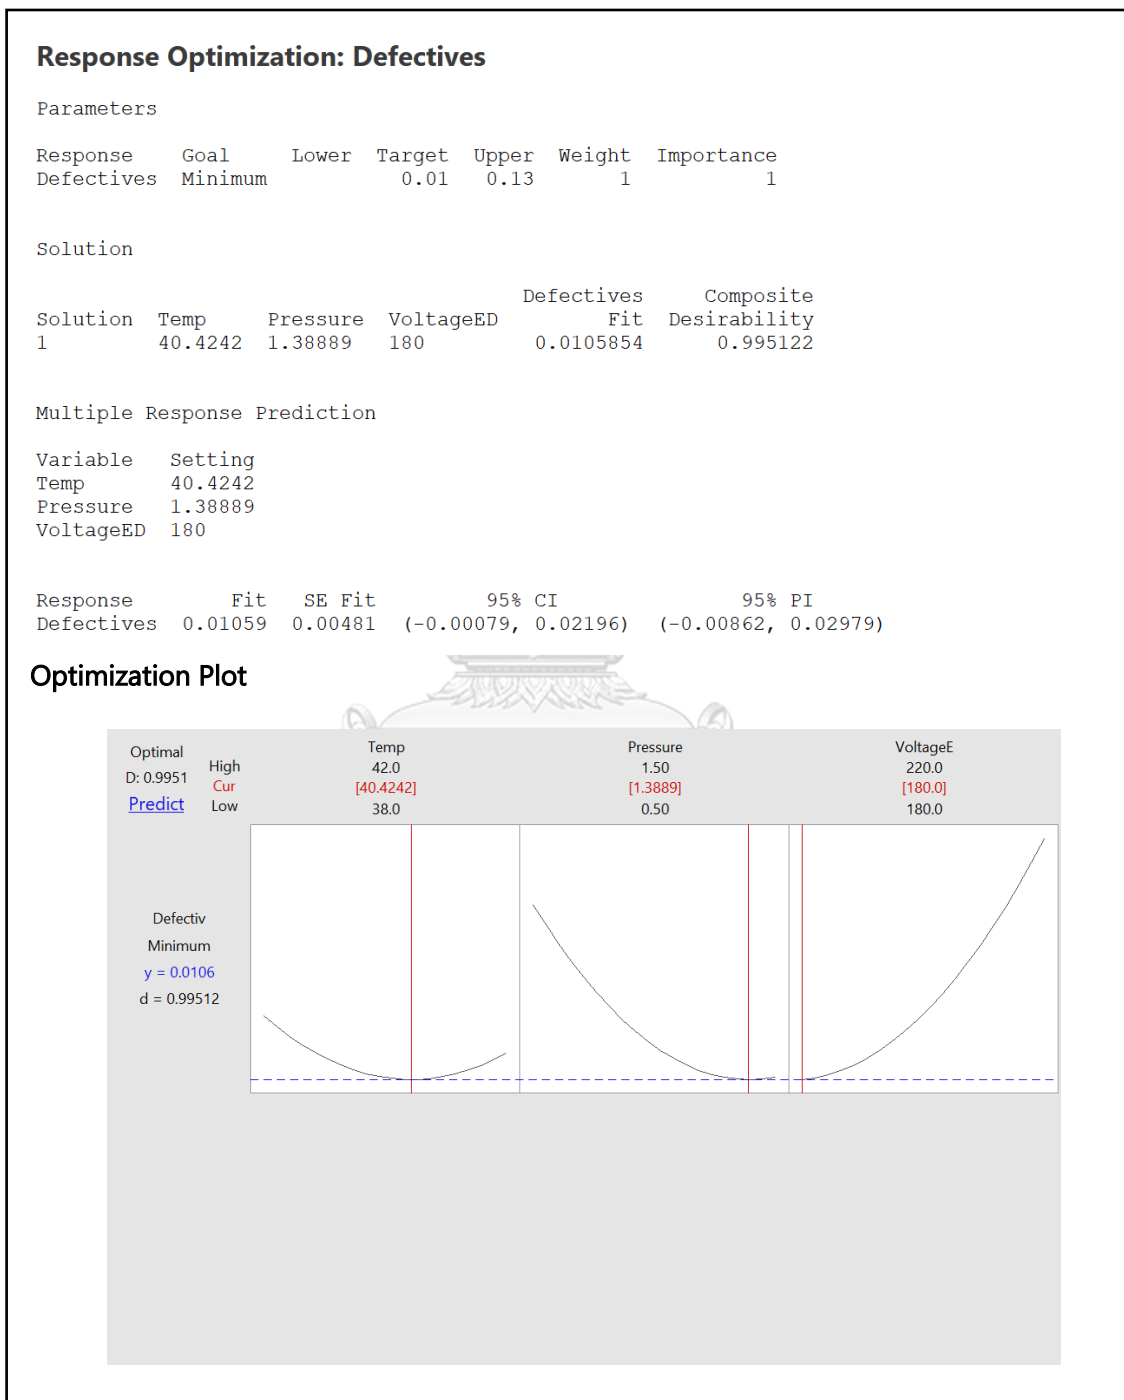 Response Optimization: Defectives
Parameters
Response Goal Lower Target Upper Weight Importance
Defectives Minimum 0.01 0.13 1 1
Solution
Defectives Composite
Solution Temp Pressure VoltageED Fit Desirability
1 40.4242 1.38889 180 0.0105854 0.995122
Multiple Response Prediction
Variable Setting
Temp 40.4242
Pressure 1.38889
VoltageED 180
Response Fit SE Fit 95% CI 95% PI
Defectives 0.01059 0.00481 (-0.00079, 0.02196) (-0.00862, 0.02979)
Optimization Plot
Optimal Temp Pressure VoltageE
High 42.0 1.50 220.0
D: 0.9951 Cur [40.4242] [1.3889] [180.0]
Predict Low 38.0 0.50 180.0
Defectiv
Minimum
y = 0.0106
d = 0.99512